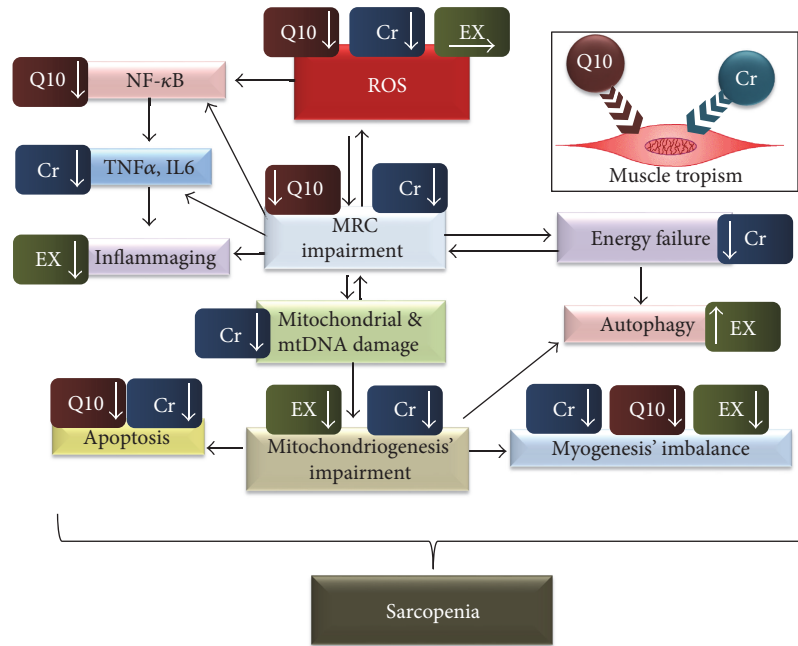 Q10
Cr
EX
ROS
Q10
NF-κB
Q10
Cr
Muscle tropism
Cr
TNFα, IL6
Q10
Cr
MRC
impairment
EX
Inflammaging
Energy failure
Cr
Cr
Mitochondrial &
mtDNA damage
Autophagy
EX
Q10
Cr
Apoptosis
EX
Cr
Mitochondriogenesis'
impairment
Cr
Q10
EX
Myogenesis' imbalance
Sarcopenia